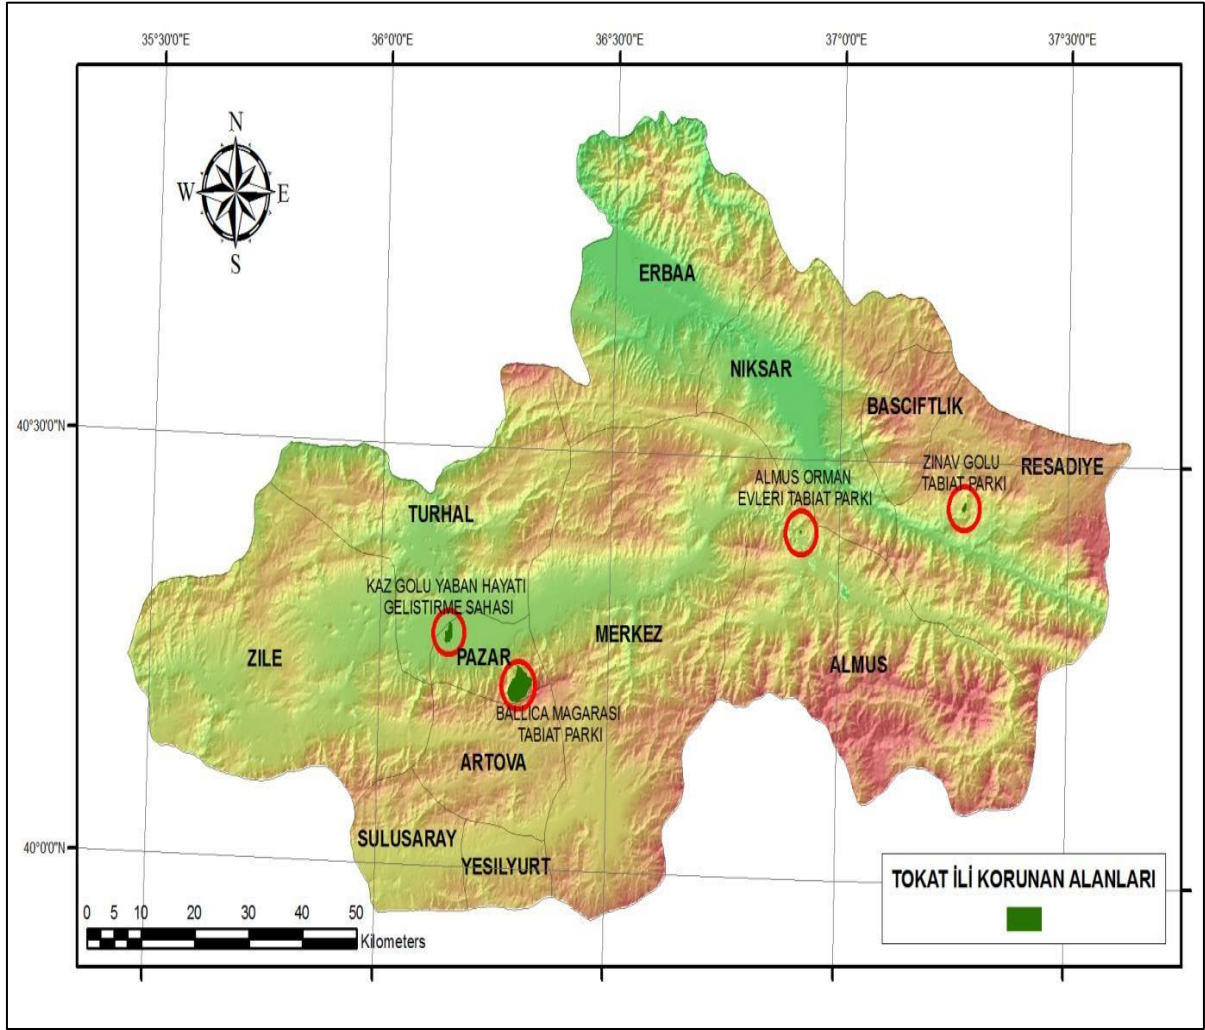 35°30'0"E 36°0'0"E 36°30'0"E 37°0'0"E 37°30'0"E
N
W E
S
ERBAA
NIKSAR
BASCIFTLIK
40°30'0"N
ZINAV GOLU
TABIAT PARKI
RESADIYE
ALMUS ORMAN
EVLERI TABIAT PARKI
TURHAL
KAZ GOLU YABAN HAYATI
GELISTIRME SAHASI
MERKEZ
ZILE
PAZAR
ALMUS
BALLICA MAGARASI
TABIAT PARKI
ARTOVA
SULUSARAY
40°0'0"N
YESILYURT
TOKAT İLİ KORUNAN ALANLARI
0 5 10 20 30 40 50
Kilometers